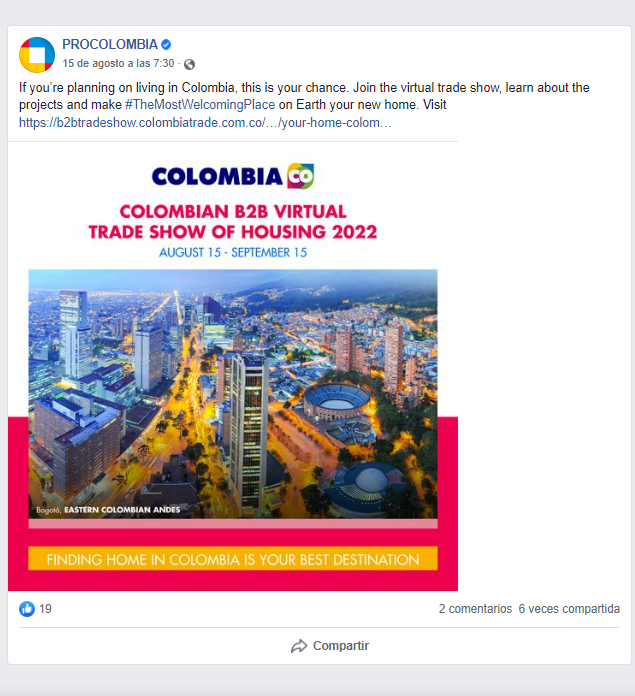 PROCOLOMBIA
15 de agosto a las 7:30 ·
If you’re planning on living in Colombia, this is your chance. Join the virtual trade show, learn about the
projects and make #TheMostWelcomingPlace on Earth your new home. Visit
https://b2btradeshow.colombiatrade.com.co/…/your-home-colom…
COLOMBIA CO
COLOMBIAN B2B VIRTUAL
TRADE SHOW OF HOUSING 2022
AUGUST 15 - SEPTEMBER 15
Bogotá, EASTERN COLOMBIAN ANDES
FINDING HOME IN COLOMBIA IS YOUR BEST DESTINATION
19
2 comentarios 6 veces compartida
Compartir